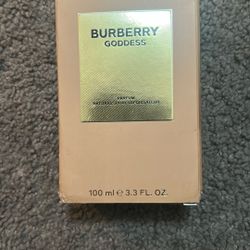 BURBERRY
GODDESS
PARFUM
100 ml ℮ 3.3 FL. OZ.